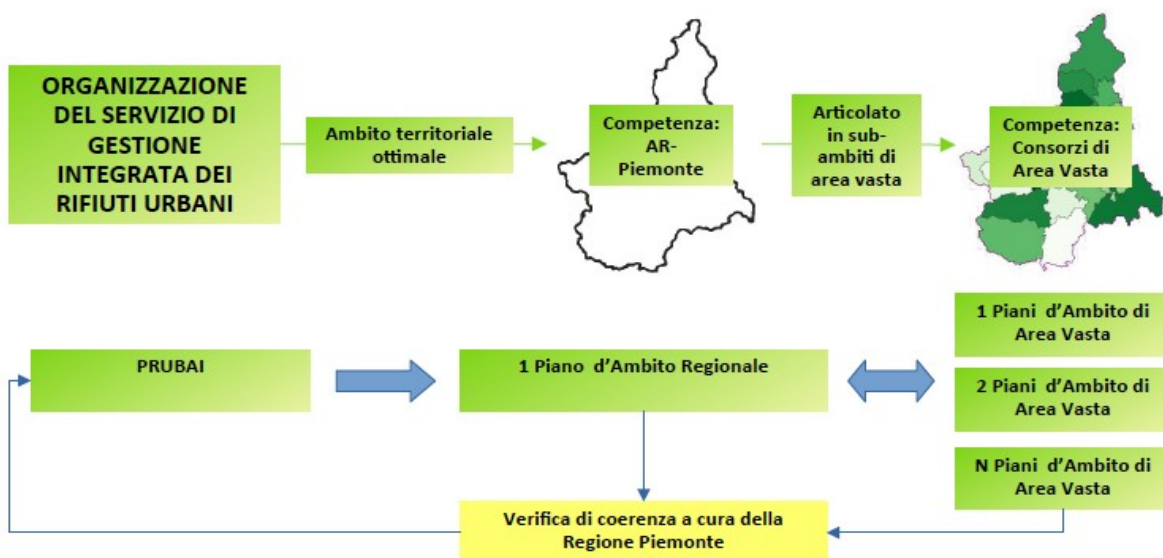 ORGANIZZAZIONE
DEL SERVIZIO DI
GESTIONE
INTEGRATA DEI
RIFIUTI URBANI
Ambito territoriale
ottimale
Competenza:
AR-
Piemonte
Articolato
in sub-
ambiti di
area vasta
Competenza:
Consorzi di
Area Vasta
PRUBAI
1 Piano d’Ambito Regionale
1 Piani d’Ambito di
Area Vasta
2 Piani d’Ambito di
Area Vasta
N Piani d’Ambito di
Area Vasta
Verifica di coerenza a cura della
Regione Piemonte